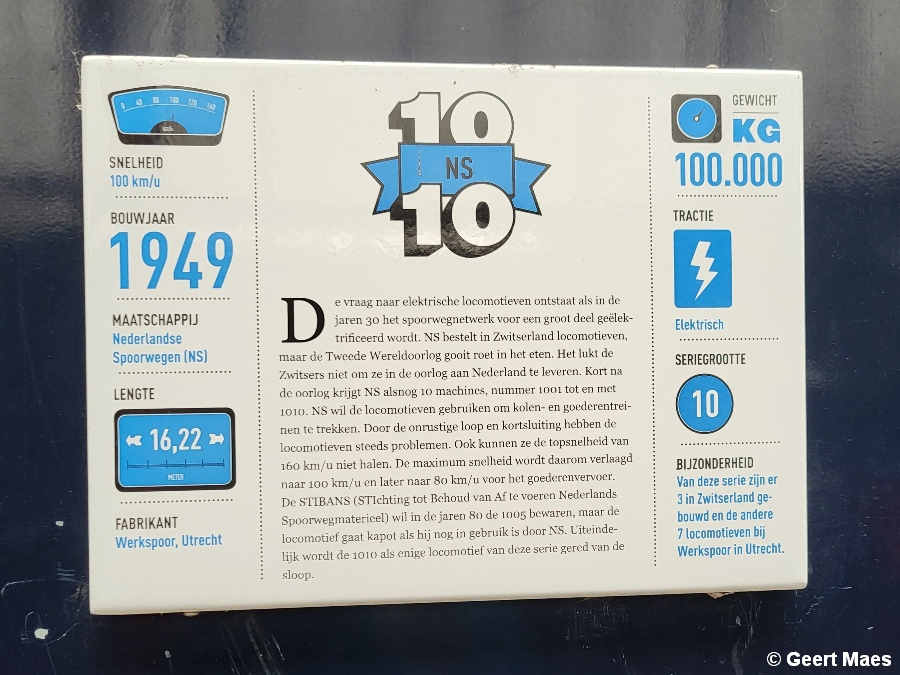 0 40 60 80 100 120 160
km/u
SNELHEID
100 km/u
BOUWJAAR
1949
MAATSCHAPPIJ
Nederlandse
Spoorwegen (NS)
LENGTE
16,22
METER
FABRIKANT
Werkspoor, Utrecht
10
NS
10
De vraag naar elektrische locomotieven ontstaat als in de
jaren 30 het spoorwegnetwerk voor een groot deel geëlek-
trificeerd wordt. NS bestelt in Zwitserland locomotieven,
maar de Tweede Wereldoorlog gooit roet in het eten. Het lukt de
Zwitsers niet om ze in de oorlog aan Nederland te leveren. Kort na
de oorlog krijgt NS alsnog 10 machines, nummer 1001 tot en met
1010. NS wil de locomotieven gebruiken om kolen- en goederentrei-
nen te trekken. Door de onrustige loop en kortsluiting hebben de
locomotieven steeds problemen. Ook kunnen ze de topsnelheid van
160 km/u niet halen. De maximum snelheid wordt daarom verlaagd
naar 100 km/u en later naar 80 km/u voor het goederenvervoer.
De STIBANS (STIchting tot Behoud van Af te voeren Nederlands
Spoorwegmaterieel) wil in de jaren 80 de 1005 bewaren, maar de
locomotief gaat kapot als hij nog in gebruik is door NS. Uiteinde-
lijk wordt de 1010 als enige locomotief van deze serie gered van de
sloop.
GEWICHT
KG
100.000
TRACTIE
Elektrisch
SERIEGROOTTE
10
BIJZONDERHEID
Van deze serie zijn er
3 in Zwitserland ge-
bouwd en de andere
7 locomotieven bij
Werkspoor in Utrecht.
© Geert Maes